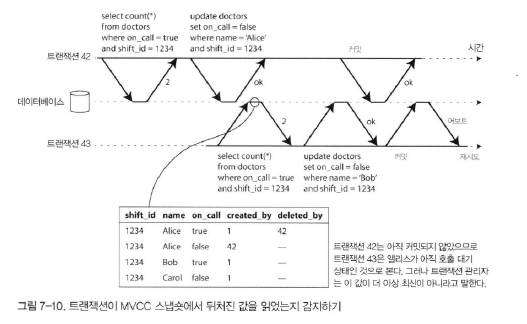 select count(*)
from doctors
where on_call = true
and shift_id = 1234
update doctors
set on_call = false
where name = 'Alice'
and shift_id = 1234
커밋
시간
트랜잭션 42
2
ok
ok
데이터베이스
2
ok
어보트
트랜잭션 43
select count(*)
from doctors
where on_call = true
and shift_id = 1234
update doctors
set on_call = false
where name = 'Bob'
and shift_id = 1234
커밋
재시도
shift_id name on_call created_by deleted_by
1234 Alice true 1 42
1234 Alice false 42 —
1234 Bob true 1 —
1234 Carol false 1 —
트랜잭션 42는 아직 커밋되지 않았으므로
트랜잭션 43은 앨리스가 아직 호출 대기
상태인 것으로 본다. 그러나 트랜잭션 관리자
는 이 값이 더 이상 최신이 아니라고 말한다.
그림 7-10. 트랜잭션이 MVCC 스냅숏에서 뒤처진 값을 읽었는지 감지하기